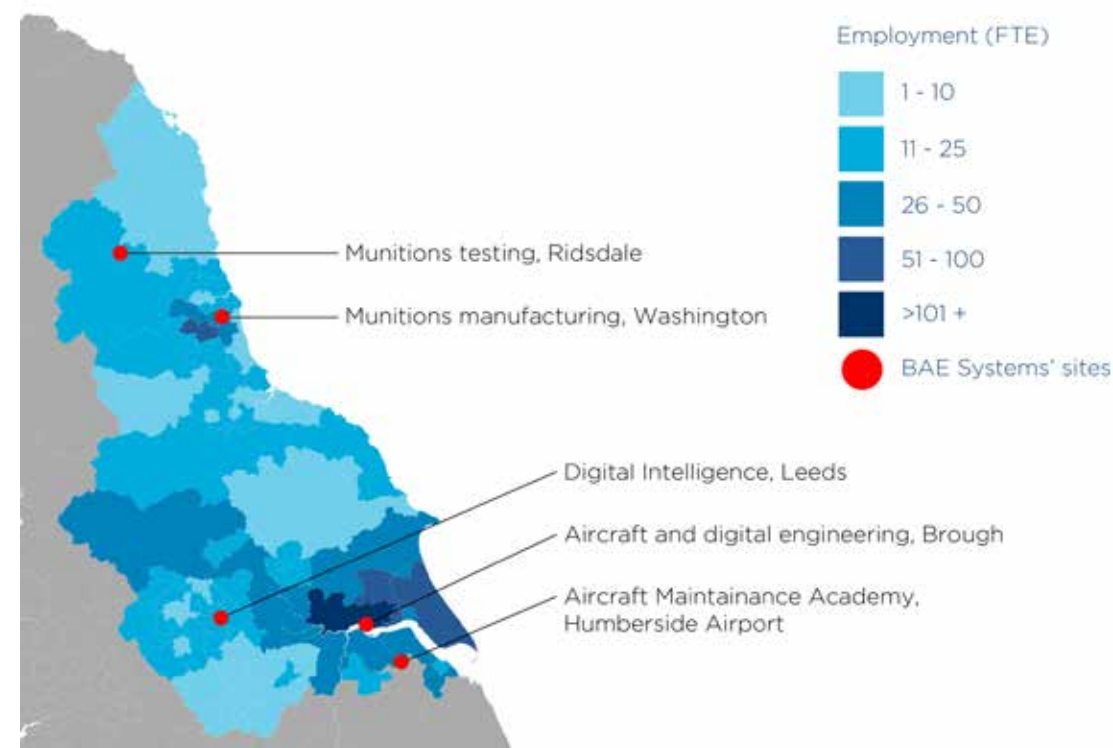 Employment (FTE)
1 - 10
11 - 25
26 - 50
51 - 100
>101 +
BAE Systems' sites
Munitions testing, Ridsdale
Munitions manufacturing, Washington
Digital Intelligence, Leeds
Aircraft and digital engineering, Brough
Aircraft Maintainance Academy,
Humberside Airport